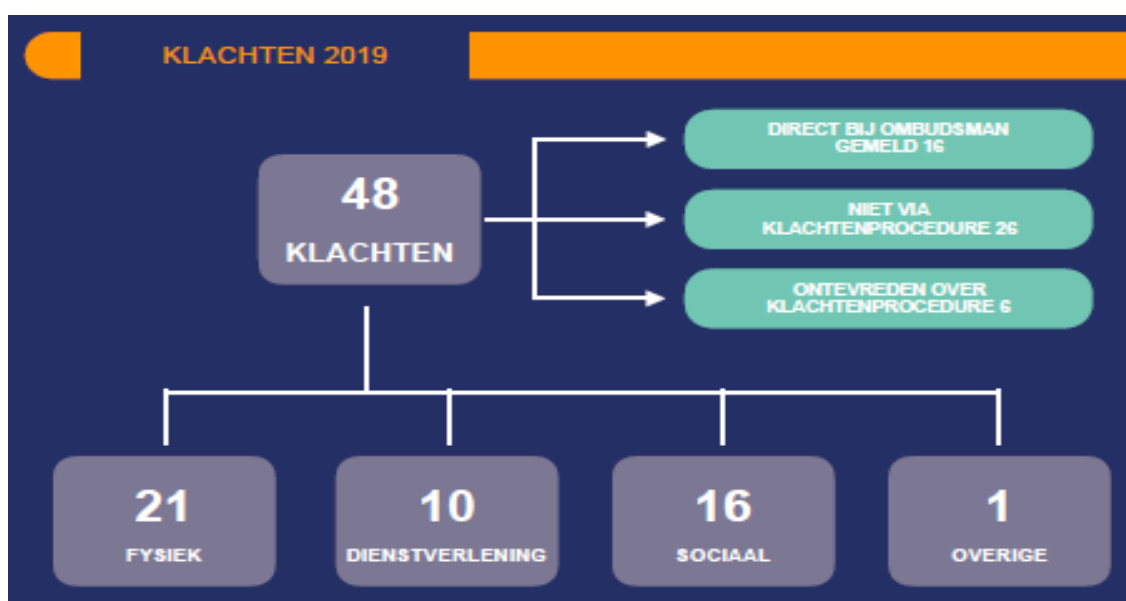 KLACHTEN 2019
DIRECT BIJ OMBUDSMAN
GEMELD 16
48
KLACHTEN
NIET VIA
KLACHTENPROCEDURE 26
ONTEVREDEN OVER
KLACHTENPROCEDURE 6
21
FYSIEK
10
DIENSTVERLENING
16
SOCIAAL
1
OVERIGE